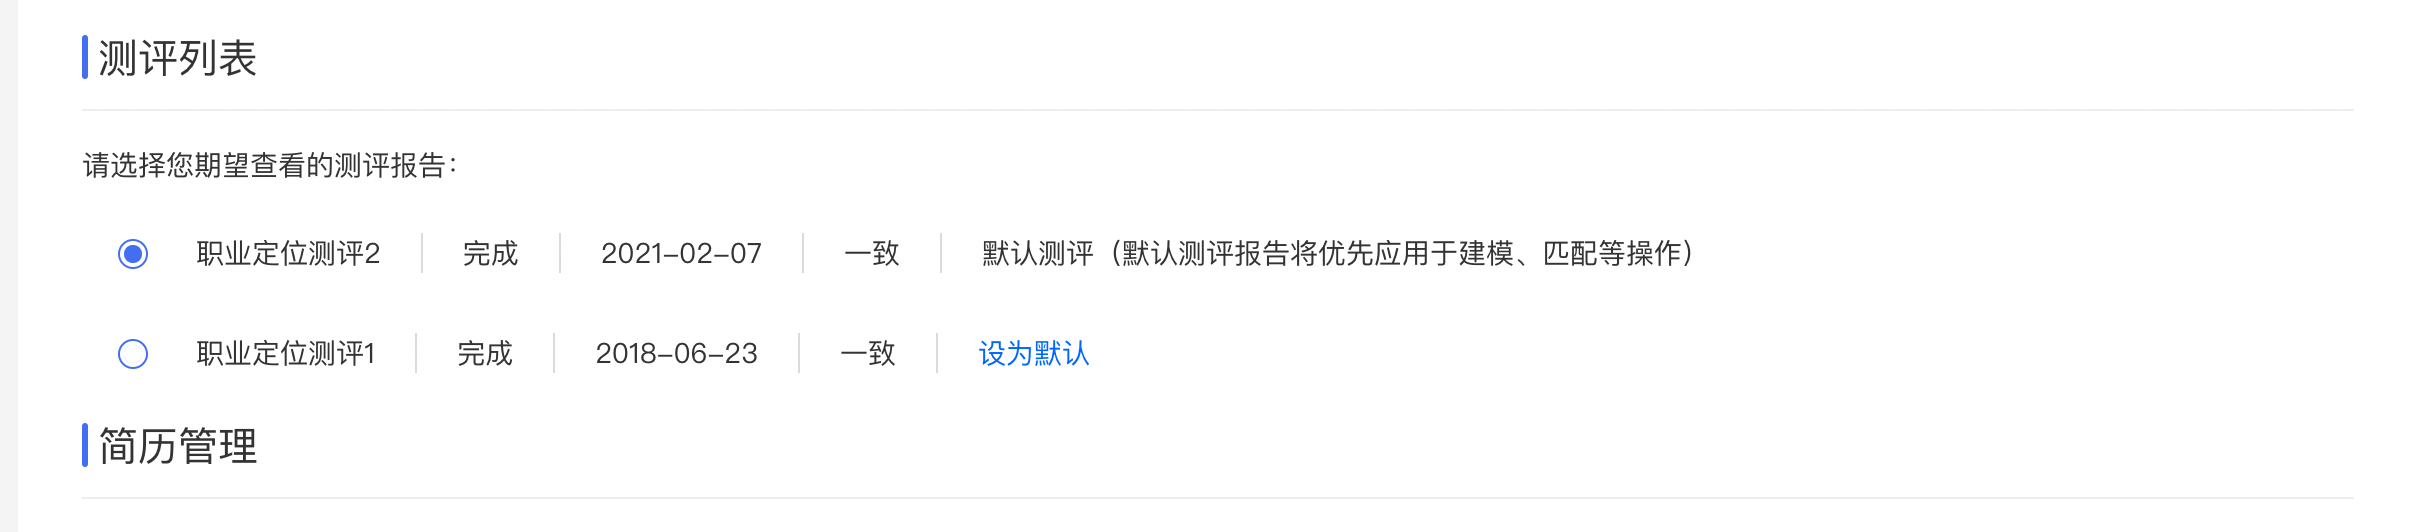 测评列表
请选择您期望查看的测评报告：
职业定位测评2 完成 2021-02-07 一致 默认测评（默认测评报告将优先应用于建模、匹配等操作）
职业定位测评1 完成 2018-06-23 一致 设为默认
简历管理